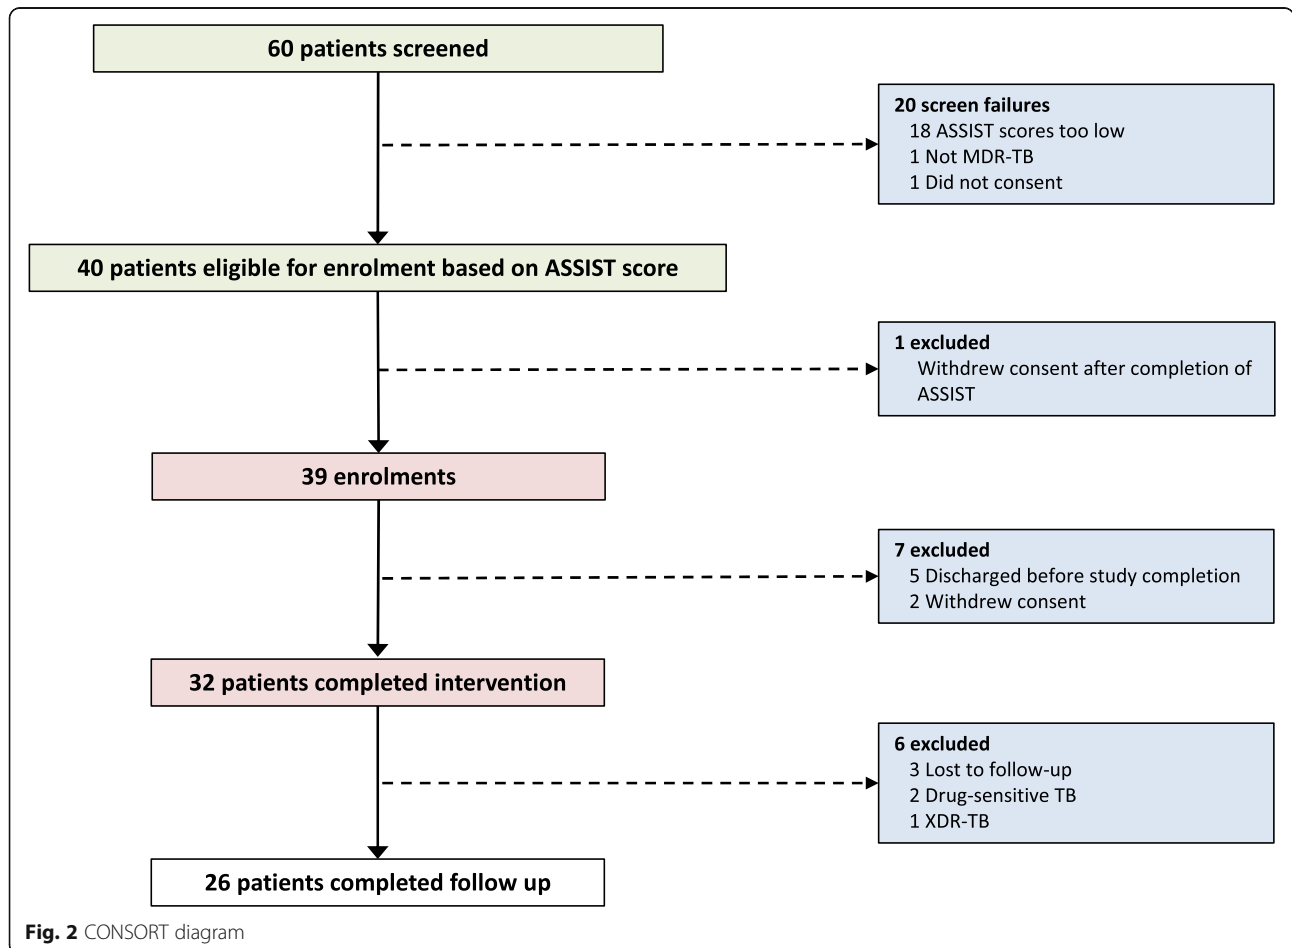 60 patients screened
20 screen failures
18 ASSIST scores too low
1 Not MDR-TB
1 Did not consent
40 patients eligible for enrolment based on ASSIST score
1 excluded
Withdrew consent after completion of
ASSIST
39 enrolments
7 excluded
5 Discharged before study completion
2 Withdrew consent
32 patients completed intervention
6 excluded
3 Lost to follow-up
2 Drug-sensitive TB
1 XDR-TB
26 patients completed follow up
Fig. 2 CONSORT diagram